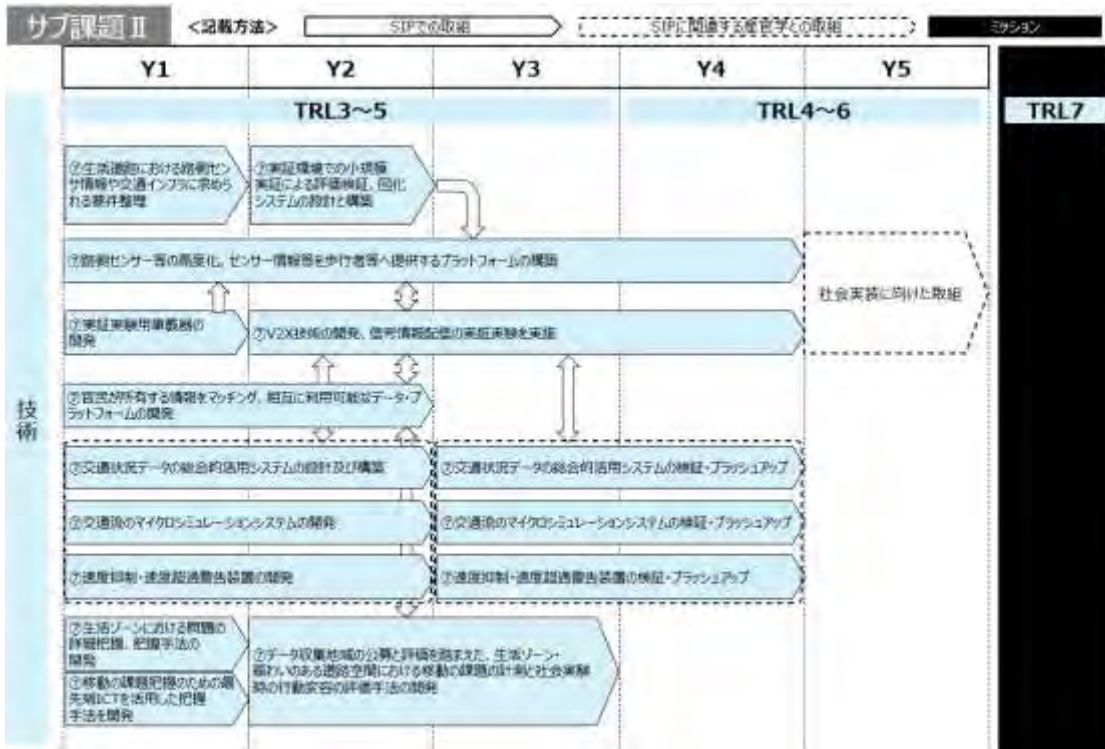 サブ課題Ⅱ
<記載方法>
SIPでの取組
SIPに関連する産官学との取組
ミッション
Y1
Y2
Y3
Y4
Y5
TRL3～5
TRL4～6
TRL7
技術
⑦生活道路における路側セン
サ情報や交通インフラに求めら
れる要件整理
⑦実証環境での小規模
実証による評価検証、
システムの設計と構築
⑦路側センサー等の高度化、センサー情報等を歩行者等へ提供するプラットフォームの構築
社会実装に向けた取組
⑦実証実験用車載器の
開発
⑦V2X技術の開発、信号情報配信の実証実験を実施
⑦官民が所有する情報をマッチング、相互に利用可能なデータ・プ
ラットフォームの開発
⑦交通状況データの総合的活用システムの設計及び構築
⑦交通状況データの総合的活用システムの検証・ブラッシュアップ
⑦交通流のマイクロシミュレーションシステムの開発
⑦交通流のマイクロシミュレーションシステムの検証・ブラッシュアップ
⑦速度抑制・速度超過警告装置の開発
⑦速度抑制・速度超過警告装置の検証・ブラッシュアップ
⑦生活ゾーンにおける問題の
詳細把握、把握手法の
開発
⑦データ収集地域の公募と評価を踏まえた、生活ゾーン・
賑わいのある道路空間における移動の課題の計測と社会実験
時の行動変容の評価手法の開発
⑦移動の課題把握のための最
先端ICTを活用した把握
手法を開発